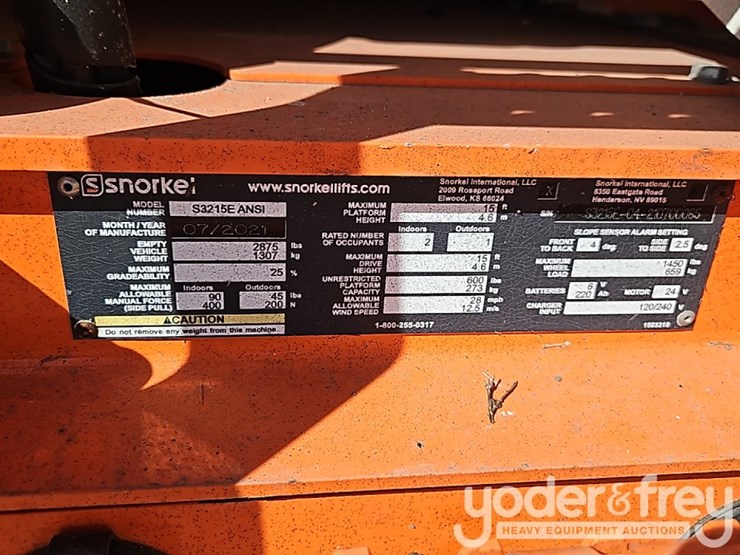 Ssnorkel
www.snorkellifts.com
Snorkel International, LLC
2009 Roseport Road
Elwood, KS 66024
X
Snorkel International, LLC
8350 Eastgate Road
Henderson, NV 89015
MODEL NUMBER S3215E ANSI
MONTH / YEAR OF MANUFACTURE 07/2021
EMPTY VEHICLE WEIGHT 2875 lbs
1307 kg
MAXIMUM GRADEABILITY 25 %
Indoors Outdoors
MAXIMUM ALLOWABLE MANUAL FORCE (SIDE PULL) 90 45 lbs
400 200 N
CAUTION
Do not remove any weight from this machine.
MAXIMUM PLATFORM HEIGHT 15 ft
4.6 m
Indoors Outdoors
RATED NUMBER OF OCCUPANTS 2 1
MAXIMUM DRIVE HEIGHT 15 ft
4.6 m
UNRESTRICTED PLATFORM CAPACITY 600 lbs
273 kg
MAXIMUM ALLOWABLE WIND SPEED 28 mph
12.5 m/s
1-800-255-0317
S/N
SLOPE SENSOR ALARM SETTING
FRONT TO BACK 4 deg SIDE TO SIDE 2.5 deg
MAXIMUM WHEEL LOAD 1450 lbs
659 kg
BATTERIES 6 V
220 Ah
MOTOR 24 V
CHARGER INPUT 120/240 V
1503210
yoder&frey
HEAVY EQUIPMENT AUCTIONS